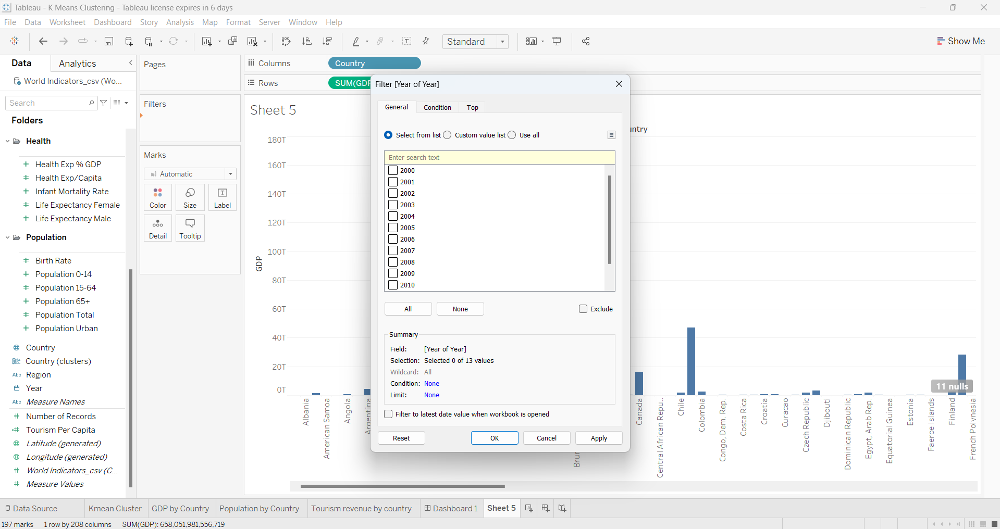 Tableau - K Means Clustering - Tableau license expires in 6 days
File Data Worksheet Dashboard Story Analysis Map Format Server Window Help
Standard
Show Me
Data
Analytics
World Indicators_csv (Wo...
Search
Folders
Health
Health Exp % GDP
Health Exp/Capita
Infant Mortality Rate
Life Expectancy Female
Life Expectancy Male
Population
Birth Rate
Population 0-14
Population 15-64
Population 65+
Population Total
Population Urban
Country
Country (clusters)
Abc Region
Year
Abc Measure Names
Number of Records
Tourism Per Capita
Latitude (generated)
Longitude (generated)
World Indicators_csv (C...
Measure Values
Pages
Filters
Marks
Automatic
Color
Size
Label
Detail
Tooltip
Columns
Country
Rows
SUM(GDP
Sheet 5
untry
180T
160T
140T
120T
100T
80T
60T
40T
20T
0T
GDP
Filter [Year of Year]
General
Condition
Top
Select from list
Custom value list
Use all
Enter search text
2000
2001
2002
2003
2004
2005
2006
2007
2008
2009
2010
All
None
Exclude
Summary
Field: [Year of Year]
Selection: Selected 0 of 13 values
Wildcard: All
Condition: None
Limit: None
Filter to latest date value when workbook is opened
Reset
OK
Cancel
Apply
11 nulls
Albania
American Samoa
Angola
Argentina
Brun
Canada
Central African Repu..
Chile
Colombia
Congo, Dem. Rep.
Costa Rica
Croatia
Curacao
Czech Republic
Djibouti
Dominican Republic
Egypt, Arab Rep.
Equatorial Guinea
Estonia
Faeroe Islands
Finland
French Polynesia
Data Source
Kmean Cluster
GDP by Country
Population by Country
Tourism revenue by country
Dashboard 1
Sheet 5
197 marks
1 row by 208 columns
SUM(GDP): 658,051,981,556,719